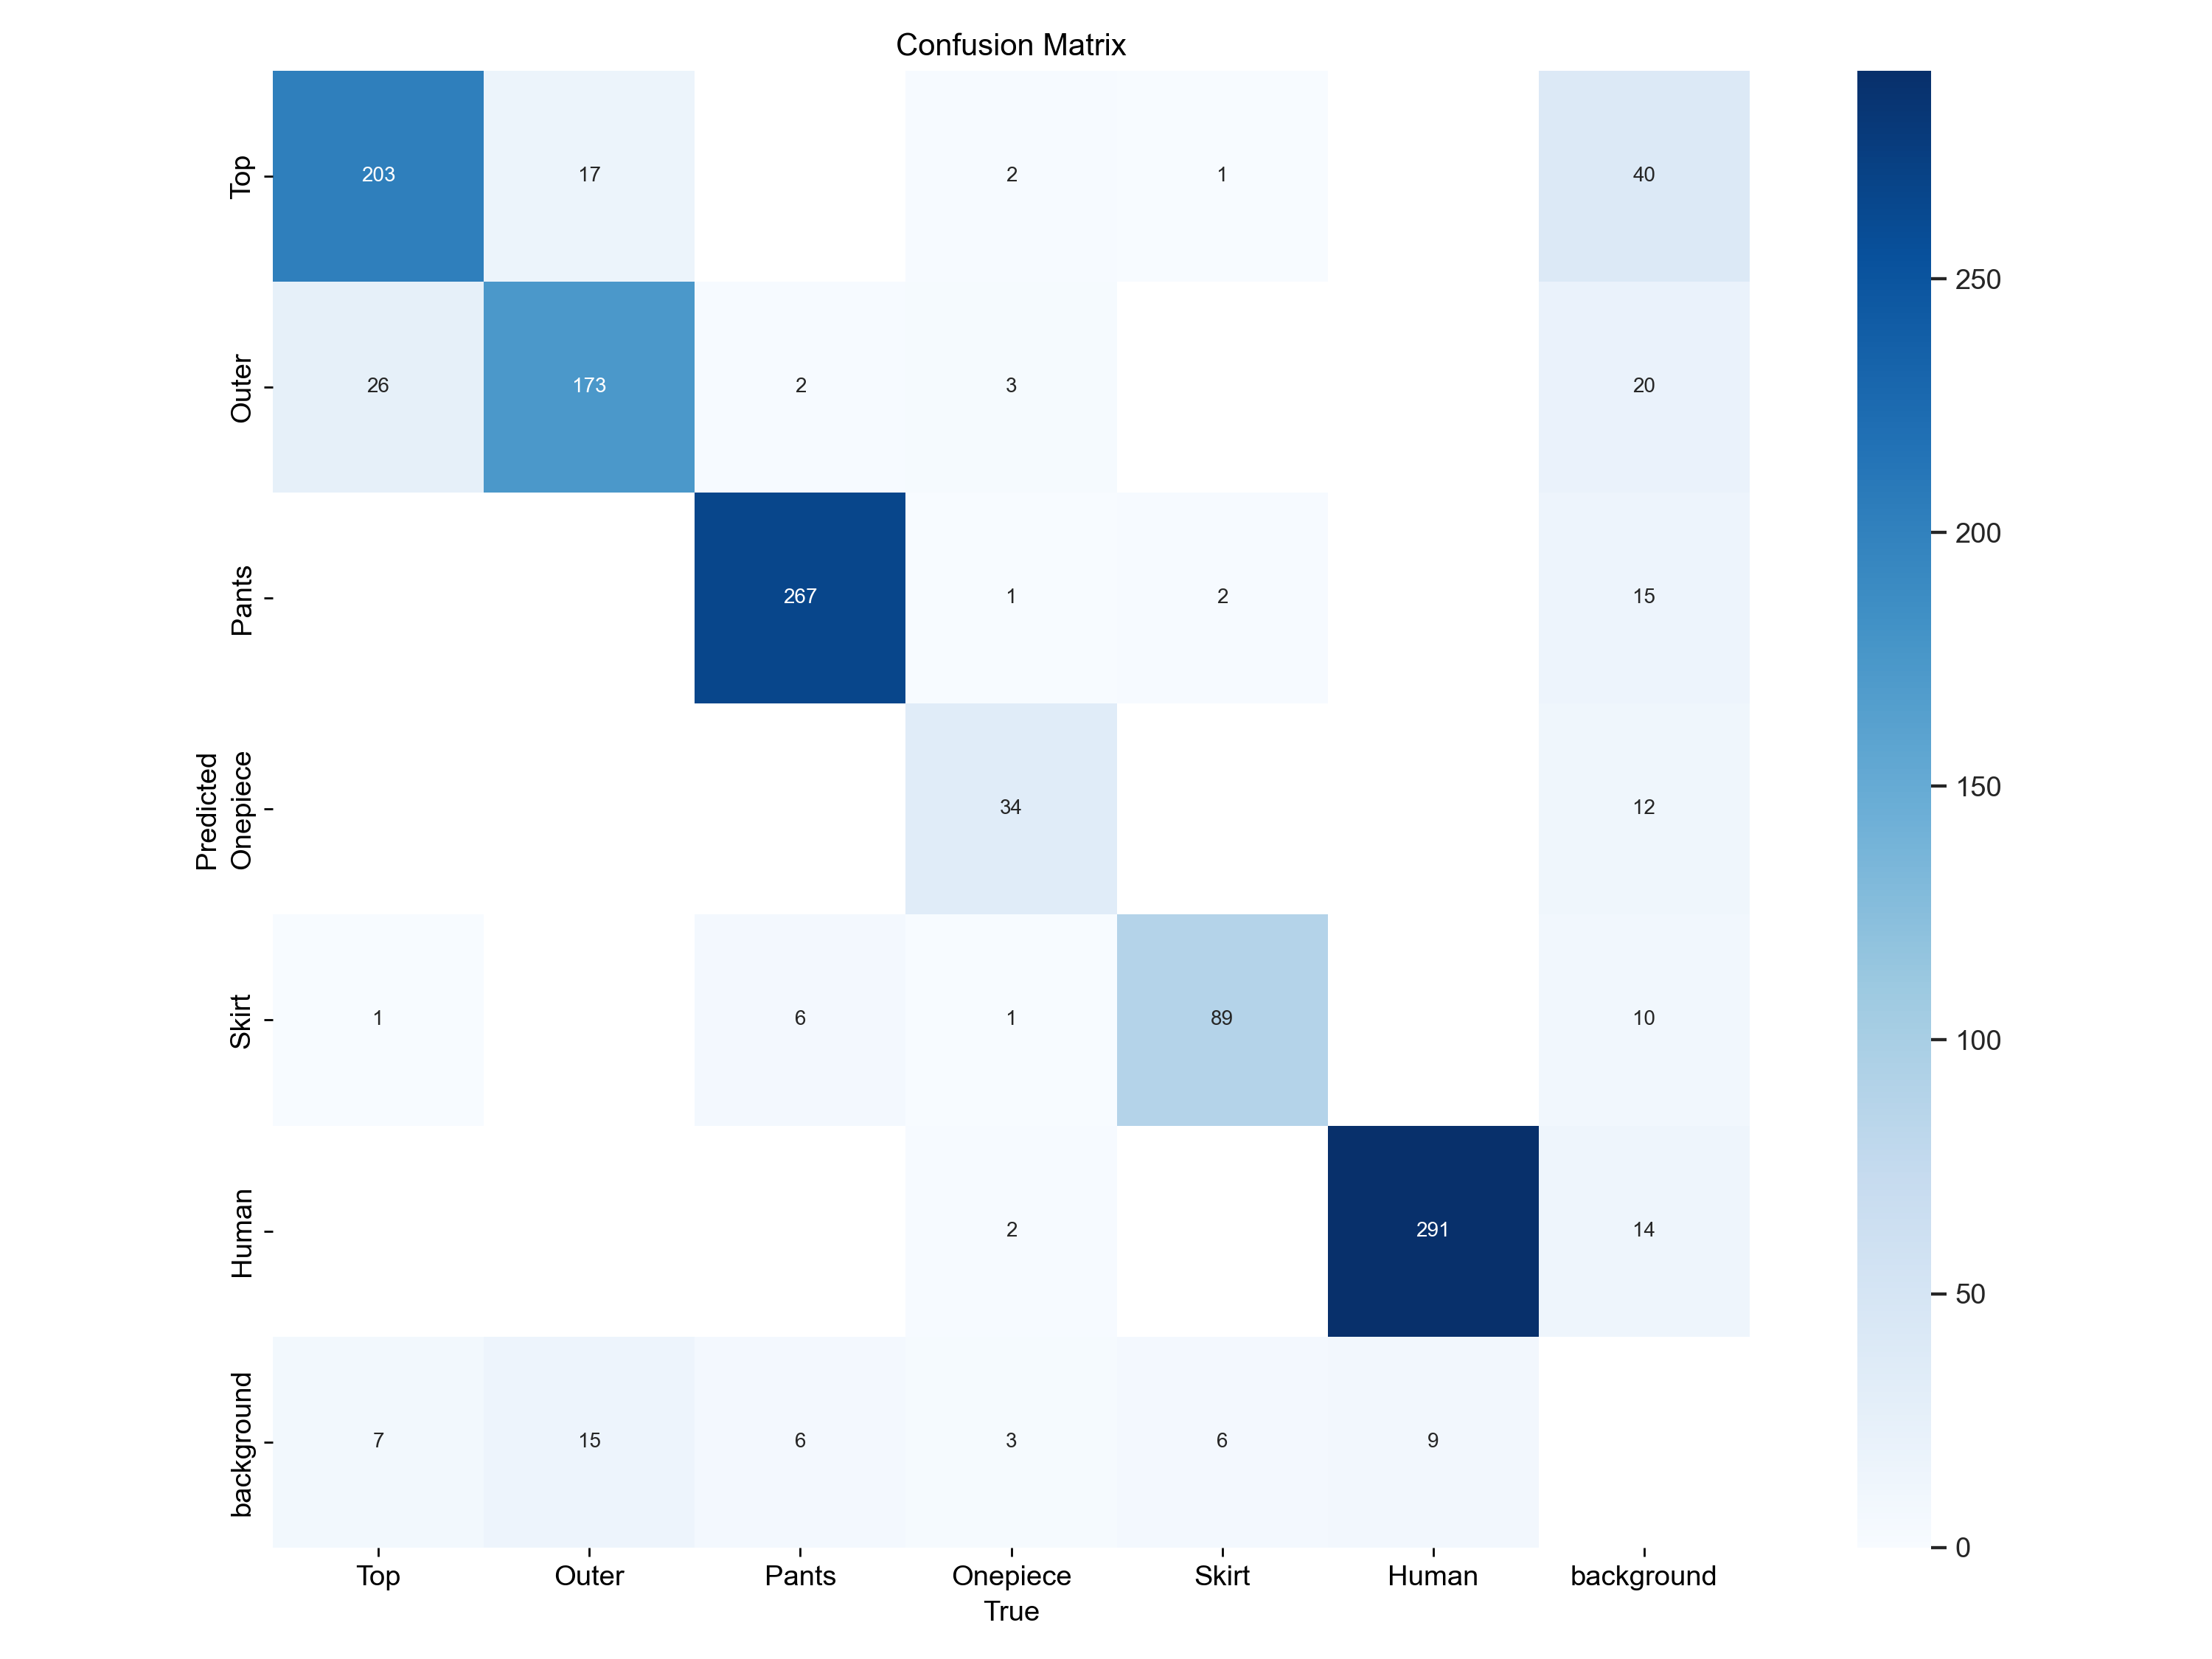 Confusion Matrix
Top
203
17
2
1
40
Outer
26
173
2
3
20
Pants
267
1
2
15
Predicted
Onepiece
34
12
Skirt
1
6
1
89
10
Human
2
291
14
background
7
15
6
3
6
9
Top
Outer
Pants
Onepiece
Skirt
Human
background
True
250
200
150
100
50
0